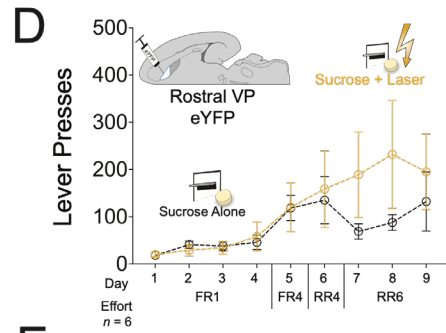 D
500
400
300
200
100
0
Lever Presses
eYFP
Rostral VP
eYFP
Sucrose + Laser
Sucrose Alone
1 2 3 4 5 6 7 8 9
Day
Effort
n = 6
FR1 FR4 RR4 RR6